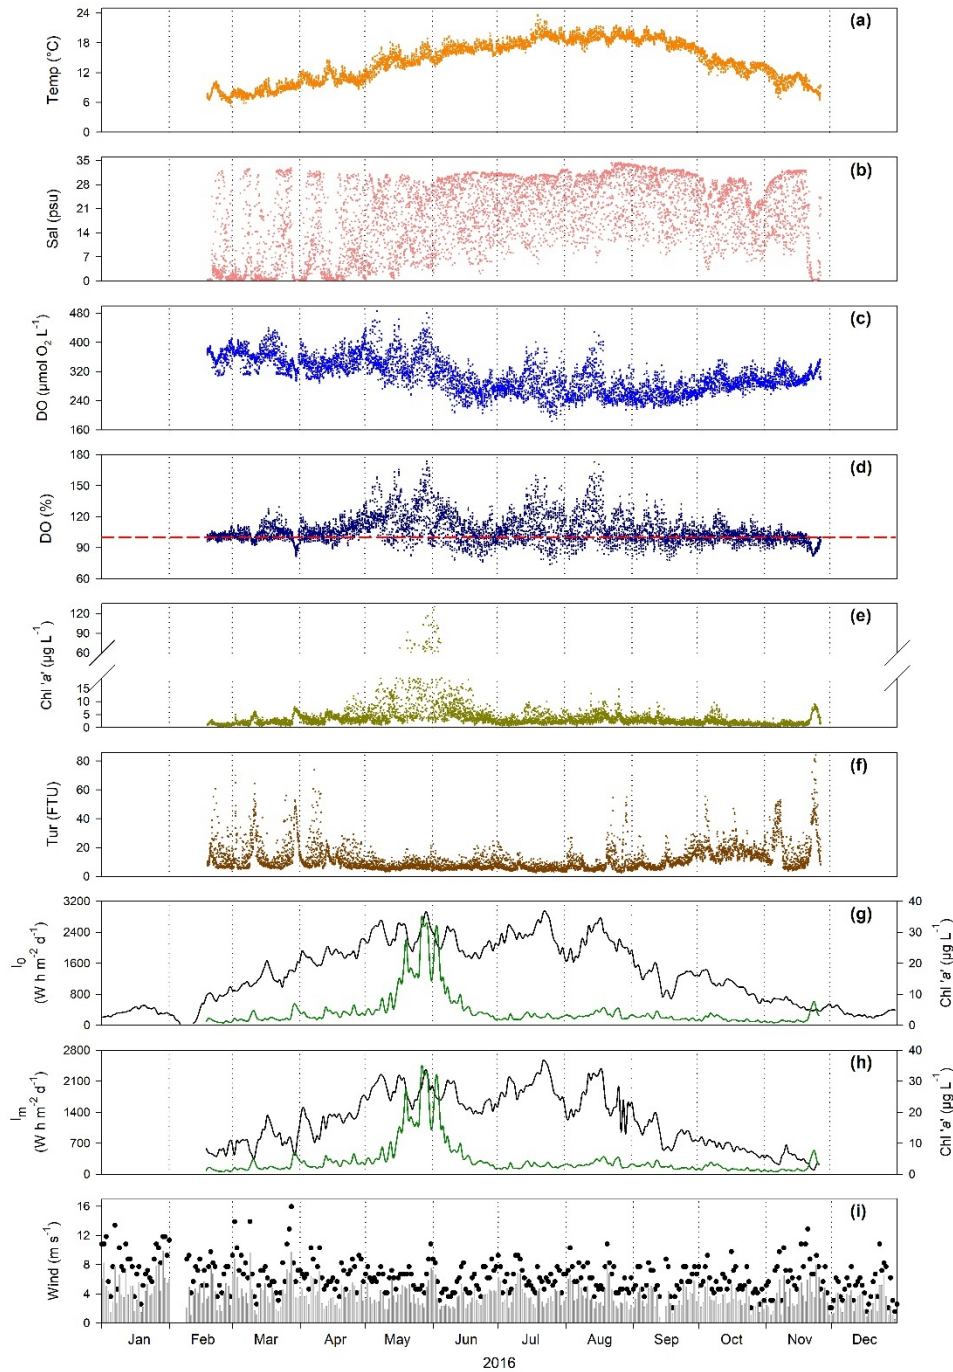 (a)
Temp (°C)
24
18
12
6
0
(b)
Sal (psu)
35
28
21
14
7
0
(c)
DO (µmol O₂ L⁻¹)
480
400
320
240
160
(d)
DO (%)
180
150
120
90
60
(e)
Chl 'a' (µg L⁻¹)
120
90
60
15
10
5
0
(f)
Tur (FTU)
80
60
40
20
0
(g)
I₀ (W h m⁻² d⁻¹)
3200
2400
1600
800
0
40
30
20
10
0
Chl 'a' (µg L⁻¹)
(h)
Iₘ (W h m⁻² d⁻¹)
2800
2100
1400
700
0
40
30
20
10
0
Chl 'a' (µg L⁻¹)
(i)
Wind (m s⁻¹)
16
12
8
4
0
Jan Feb Mar Apr May Jun Jul Aug Sep Oct Nov Dec
2016